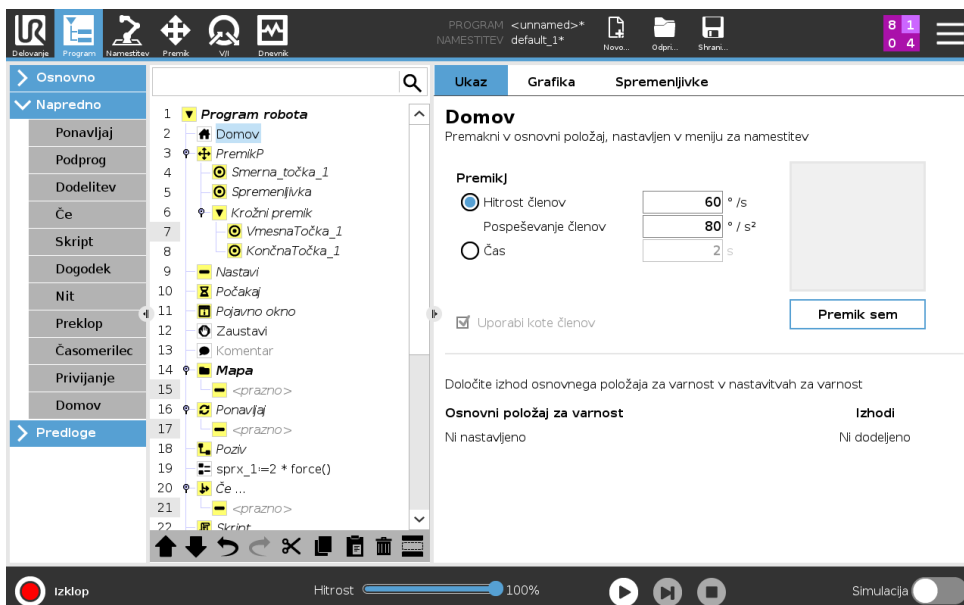 UR
PROGRAM <unnamed>*
NAMESTITEV default_1*
Delovanje Program Namestitev Premik V/I Dnevnik
Novo... Odpri... Shrani...
8 1
0 4
Osnovno
Napredno
Ponavljaj
Podprog
Dodelitev
Če
Skript
Dogodek
Nit
Preklop
Časomerilec
Privijanje
Domov
Predloge
1 Program robota
2 Domov
3 PremikP
4 Smerna_točka_1
5 Spremenljivka
6 Krožni premik
7 VmesnaTočka_1
8 KončnaTočka_1
9 Nastavi
10 Počakaj
11 Pojavno okno
12 Zaustavi
13 Komentar
14 Mapa
15 <prazno>
16 Ponavljaj
17 <prazno>
18 Poziv
19 sprx_1:=2 * force()
20 Če ...
21 <prazno>
22 Skript
Ukaz Grafika Spremenljivke
Domov
Premakni v osnovni položaj, nastavljen v meniju za namestitev
PremikJ
Hitrost členov 60 °/s
Pospeševanje členov 80 °/s²
Čas 2 s
Uporabi kote členov
Premik sem
Določite izhod osnovnega položaja za varnost v nastavitvah za varnost
Osnovni položaj za varnost Izhodi
Ni nastavljeno Ni dodeljeno
Izklop
Hitrost 100%
Simulacija